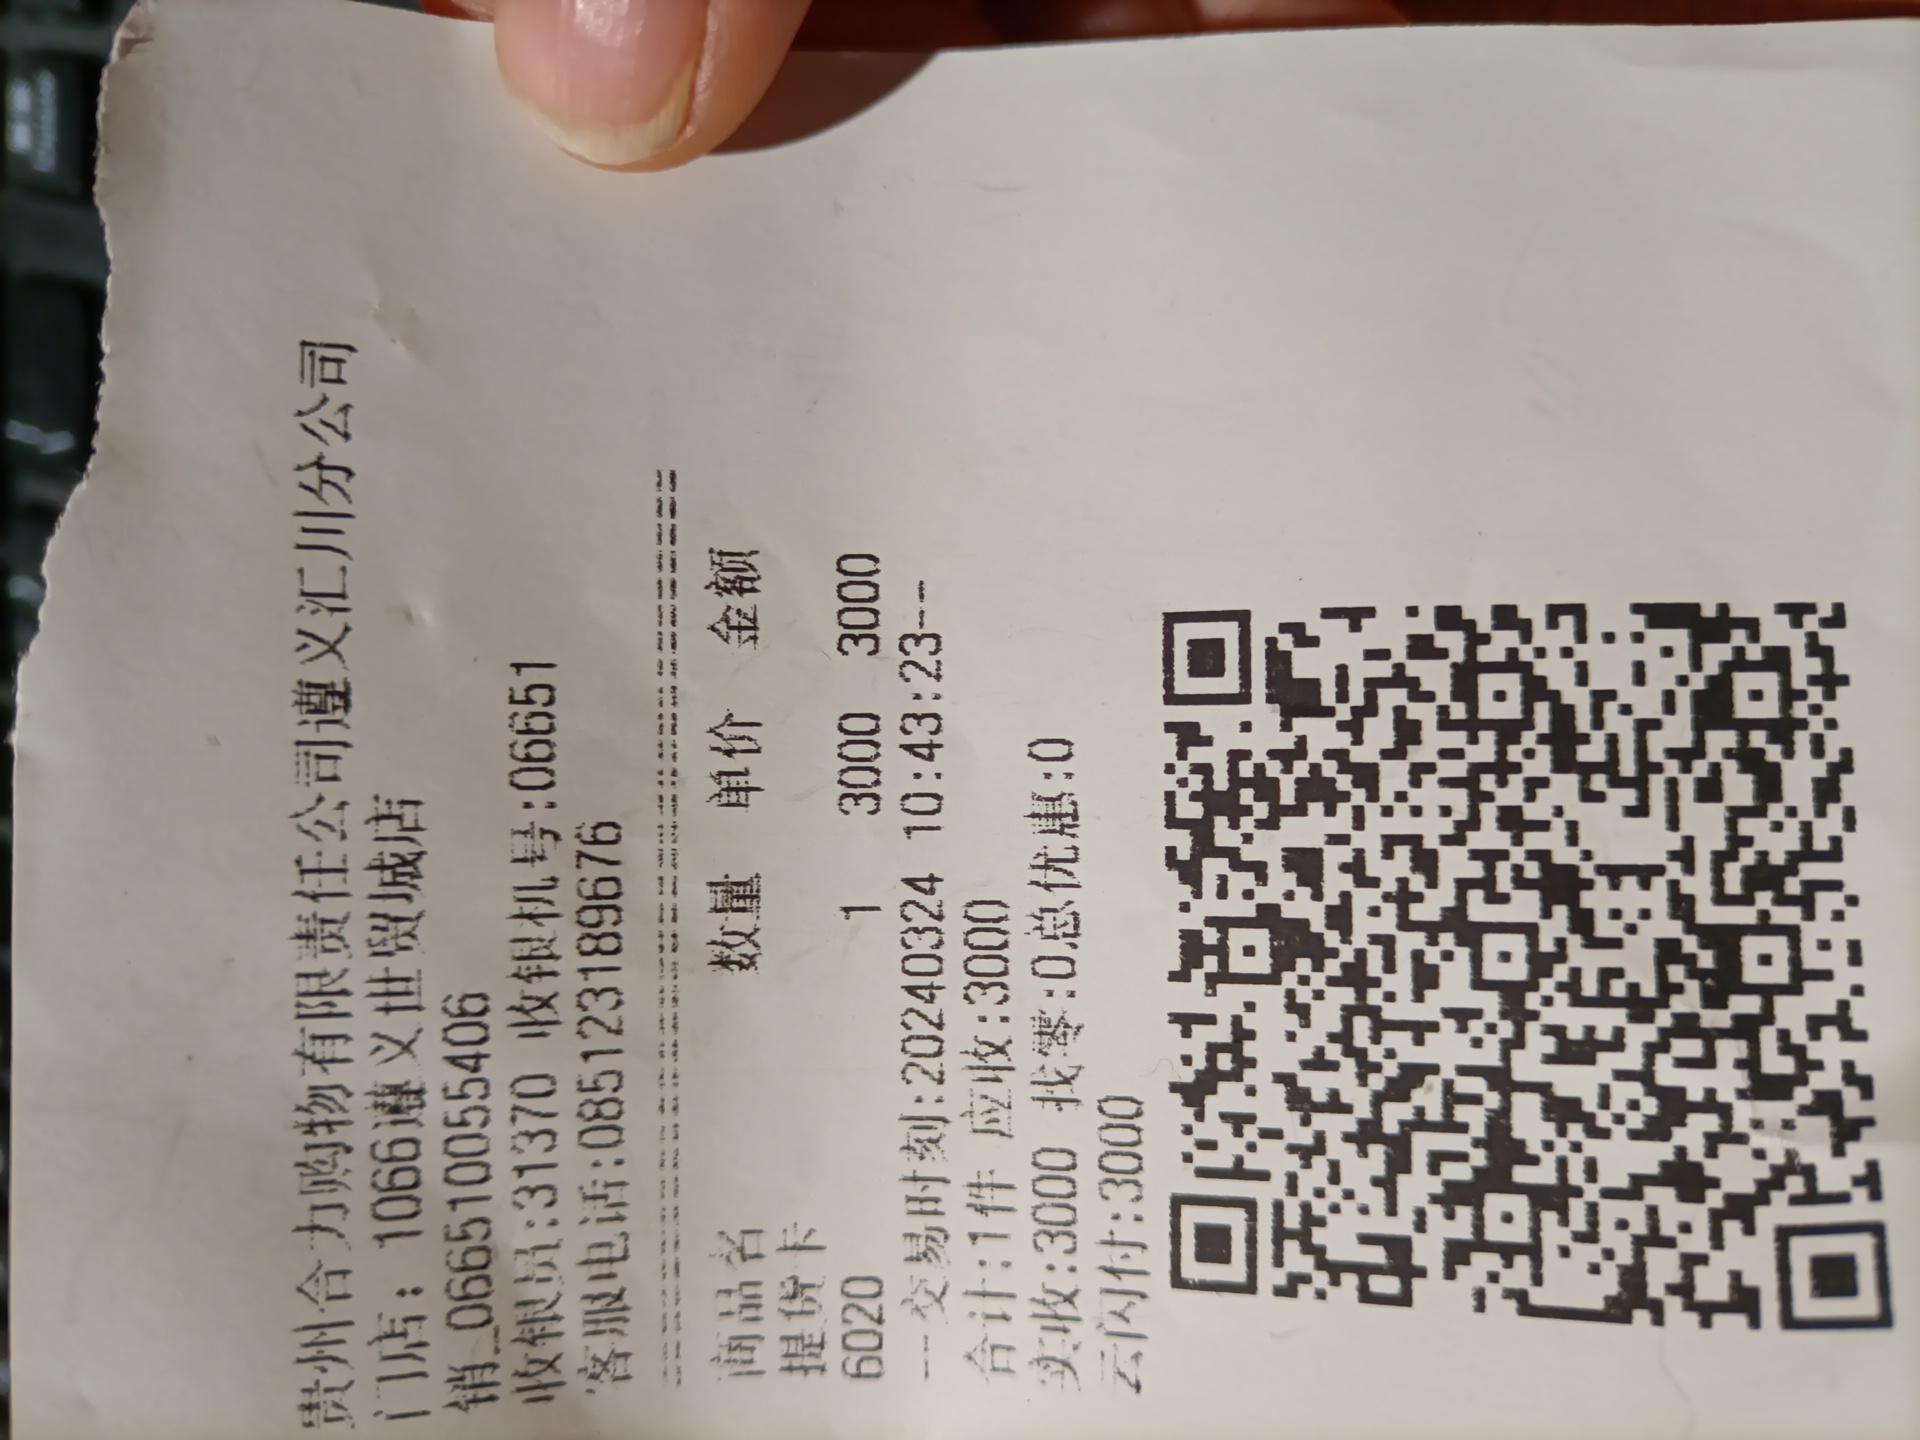 贵州合力购物有限责任公司遵义汇川分公司
门店: 1066遵义世贸城店
销_066510055406
收银员:31370 收银机号:06651
客服电话:085123189676
商品名 数量 单价 金额
提货卡
6020 1 3000 3000
--交易时刻:20240324 10:43:23--
合计:1件 应收:3000
实收:3000 找零:0总优惠:0
云闪付:3000